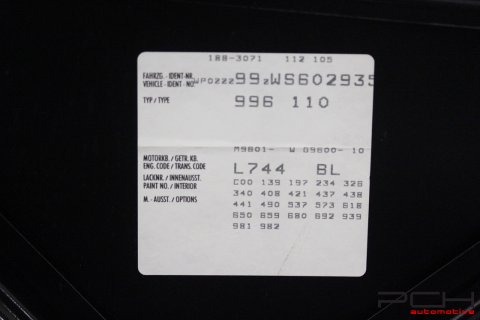 188-3071 112 105
FAHRZG.-IDENT-NR. WP0ZZZ99ZWS602935
VEHICLE-IDENT-NO.
TYP / TYPE 996 110
M9601- W G9600- 10
MOTORKB. / GETR. KB. L744 BL
ENG. CODE / TRANS. CODE
LACKNR. / INNENAUSST. C00 139 197 234 326
PAINT NO. / INTERIOR 340 408 421 437 438
M.-AUSST. / OPTIONS 441 490 537 573 618
650 659 680 692 939
981 982
PCH
automotive